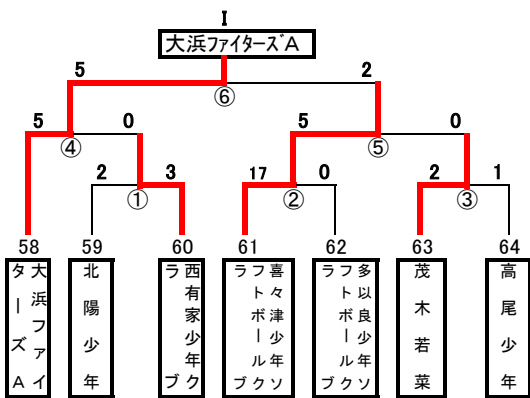 I
大浜ファイターズA
5 2
⑥
5 0 5 0
④ ⑤
2 3 17 0 2 1
① ② ③
58 59 60 61 62 63 64
大浜ファイターズA
北陽少年
西有家少年クラブ
喜々津少年ソフトボールクラブ
多以良少年ソフトボールクラブ
茂木若菜
高尾少年